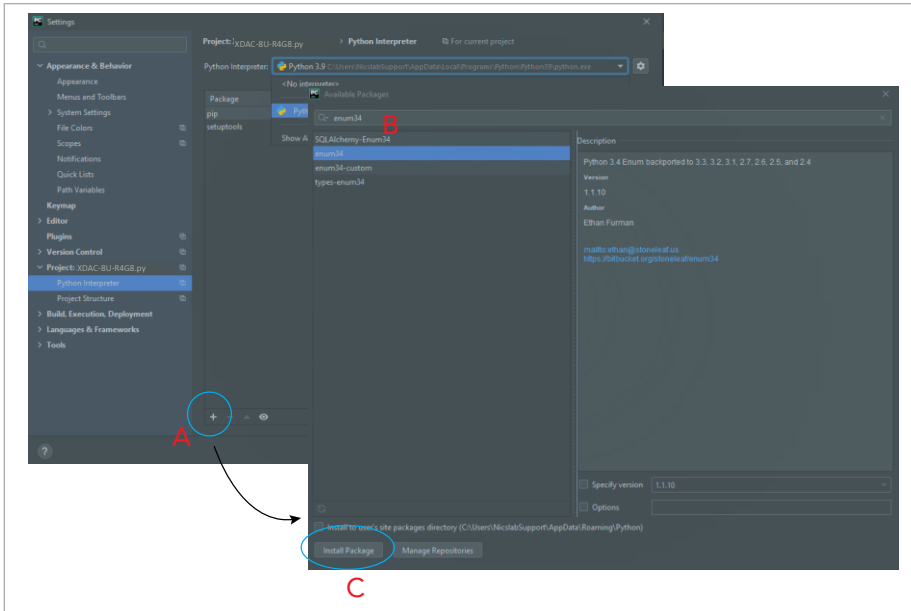 Settings
Project: XDAC-8U-R4G8.py > Python Interpreter For current project
Appearance & Behavior
Appearance
Menus and Toolbars
System Settings
File Colors
Scopes
Notifications
Quick Lists
Path Variables
Keymap
Editor
Plugins
Version Control
Project: XDAC-8U-R4G8.py
Python Interpreter
Project Structure
Build, Execution, Deployment
Languages & Frameworks
Tools
?
Python Interpreter: Python 3.9 C:\Users\NicslabSupport\AppData\Local\Programs\Python\Python39\python.exe
<No interpreter>
Package
pip
setuptools
Show A
A
Available Packages
enum34
B
SQLAlchemy-Enum34
enum34
enum34-custom
types-enum34
Description
Python 3.4 Enum backported to 3.3, 3.2, 3.1, 2.7, 2.6, 2.5, and 2.4
Version
1.1.10
Author
Ethan Furman
mailto:ethan@stoneleaf.us
https://bitbucket.org/stoneleaf/enum34
Specify version 1.1.10
Options
Install to user's site packages directory (C:\Users\NicslabSupport\AppData\Roaming\Python)
Install Package Manage Repositories
C